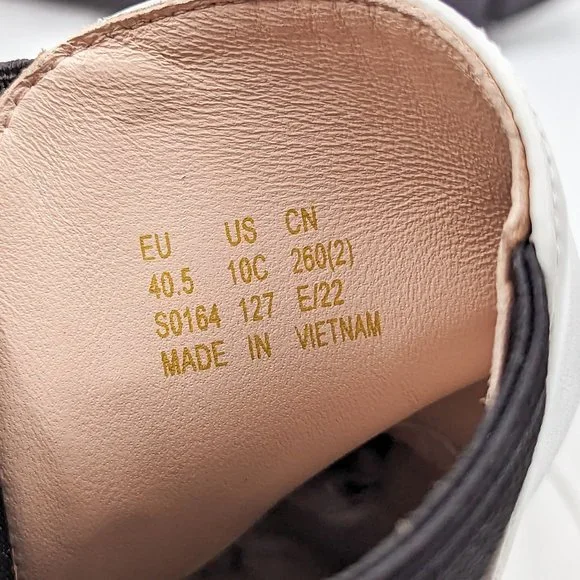 EU US CN
40.5 10C 260(2)
S0164 127 E/22
MADE IN VIETNAM